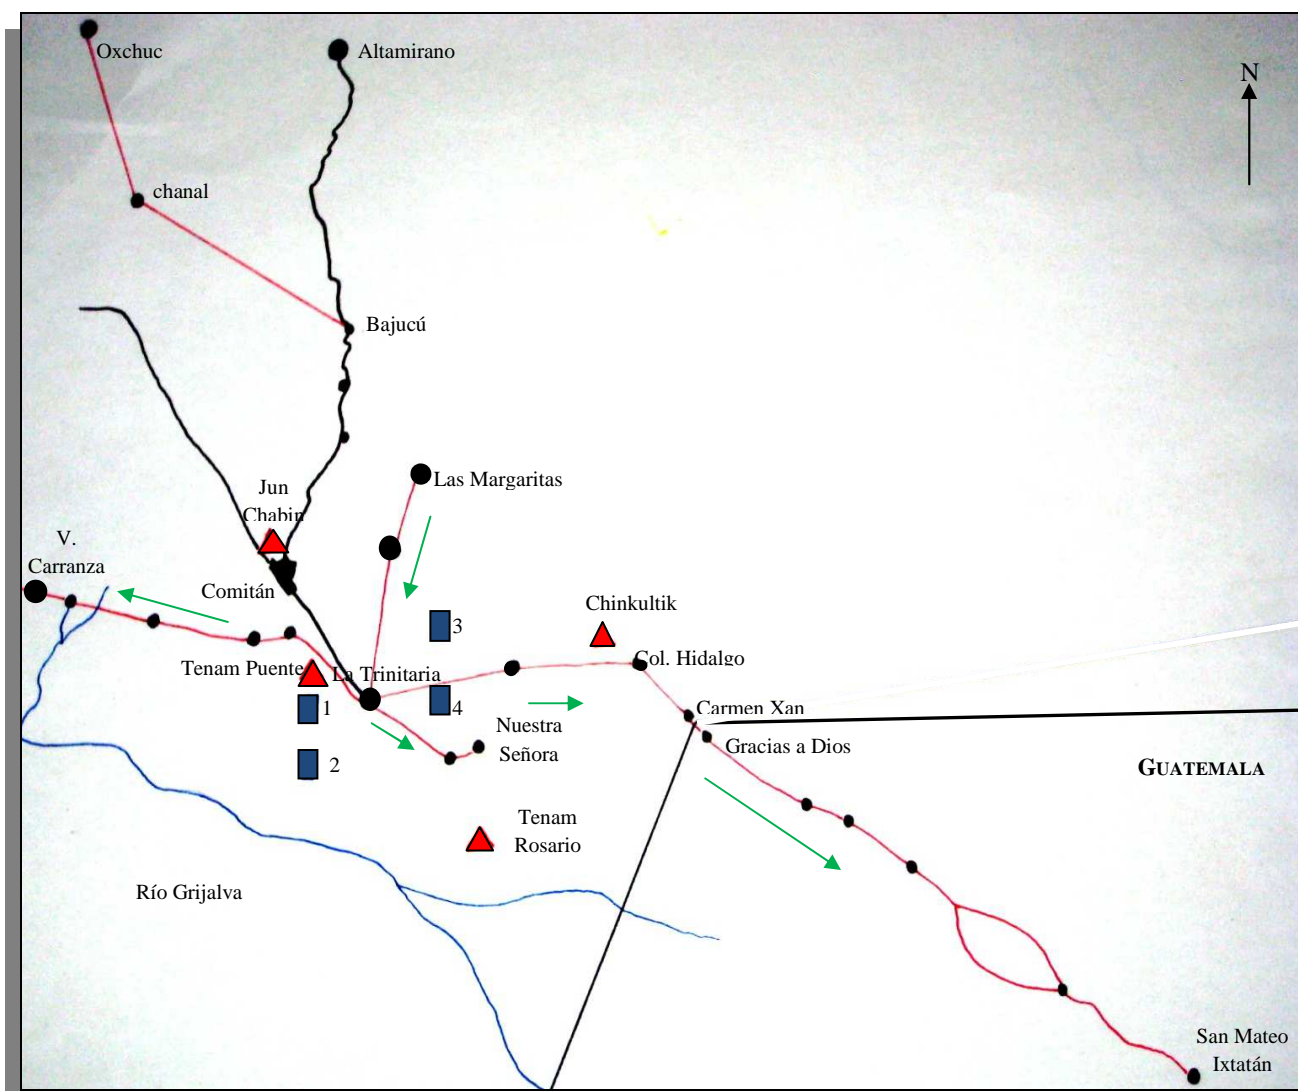 Oxchuc
Altamirano
N
chanal
Bajucú
Las Margaritas
Jun
Chabin
V.
Carranza
Comitán
Chinkultik
3
Tenam Puente
La Trinitaria
Col. Hidalgo
1
4
Carmen Xan
Nuestra
Señora
Gracias a Dios
2
GUATEMALA
Tenam
Rosario
Río Grijalva
San Mateo
Ixtatán